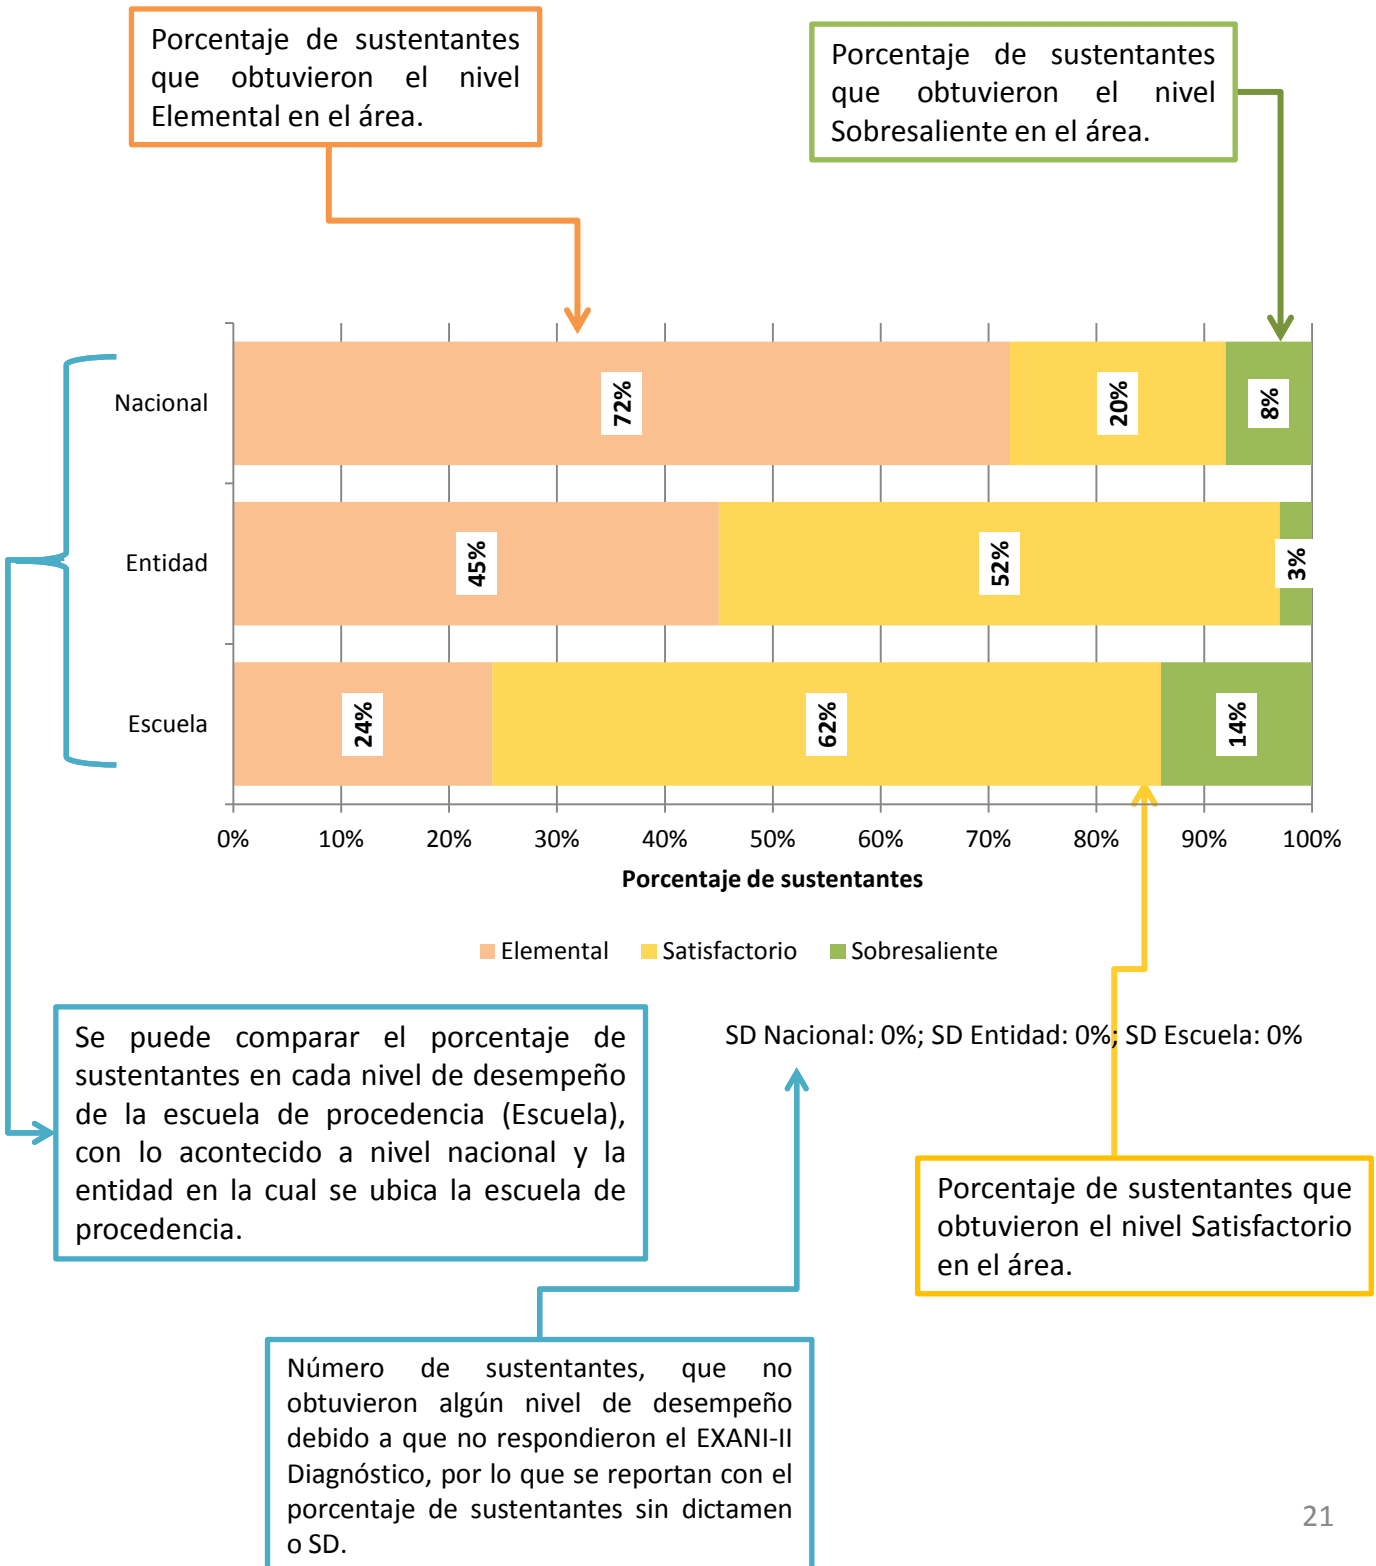 Porcentaje de sustentantes
que obtuvieron el nivel
Elemental en el área.
Porcentaje de sustentantes
que obtuvieron el nivel
Sobresaliente en el área.
Nacional
72%
20%
8%
Entidad
45%
52%
3%
Escuela
24%
62%
14%
0% 10% 20% 30% 40% 50% 60% 70% 80% 90% 100%
Porcentaje de sustentantes
Elemental Satisfactorio Sobresaliente
SD Nacional: 0%; SD Entidad: 0%; SD Escuela: 0%
Se puede comparar el porcentaje de
sustentantes en cada nivel de desempeño
de la escuela de procedencia (Escuela),
con lo acontecido a nivel nacional y la
entidad en la cual se ubica la escuela de
procedencia.
Porcentaje de sustentantes que
obtuvieron el nivel Satisfactorio
en el área.
Número de sustentantes, que no
obtuvieron algún nivel de desempeño
debido a que no respondieron el EXANI-II
Diagnóstico, por lo que se reportan con el
porcentaje de sustentantes sin dictamen
o SD.
21